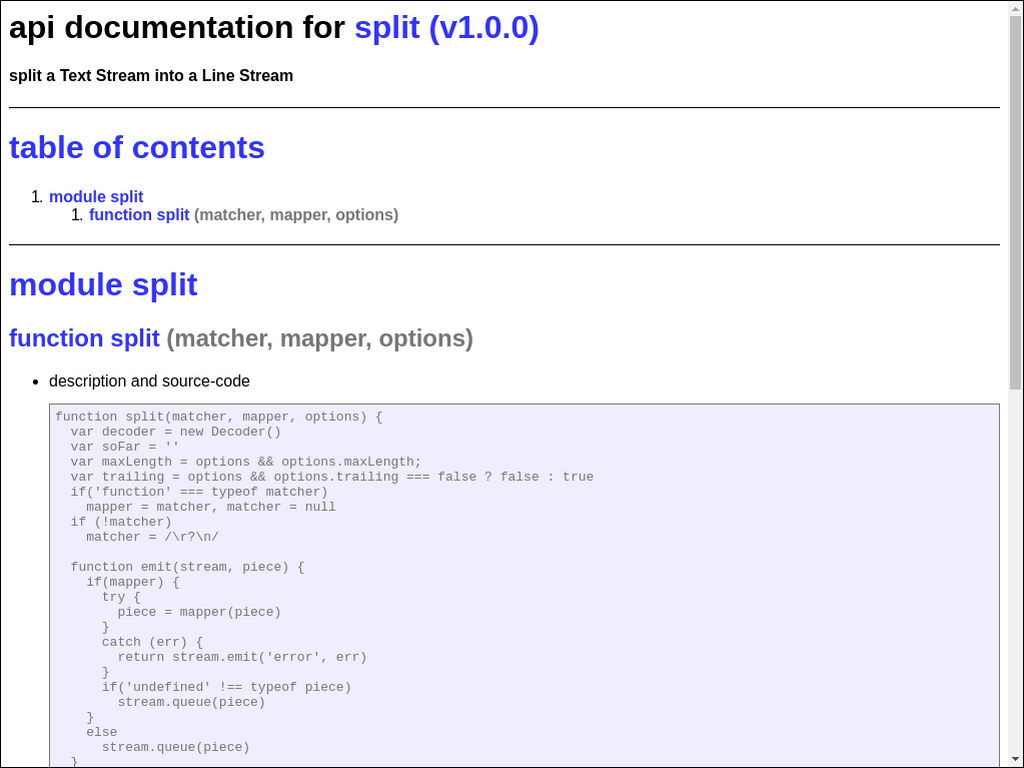 api documentation for split (v1.0.0)
split a Text Stream into a Line Stream
table of contents
1. module split
1. function split (matcher, mapper, options)
module split
function split (matcher, mapper, options)
• description and source-code
function split(matcher, mapper, options) {
  var decoder = new Decoder()
  var soFar = ''
  var maxLength = options && options.maxLength;
  var trailing = options && options.trailing === false ? false : true
  if('function' === typeof matcher)
    mapper = matcher, matcher = null
  if (!matcher)
    matcher = /\r?\n/
  function emit(stream, piece) {
    if(mapper) {
      try {
        piece = mapper(piece)
      }
      catch (err) {
        return stream.emit('error', err)
      }
      if('undefined' !== typeof piece)
        stream.queue(piece)
    }
    else
      stream.queue(piece)
  }